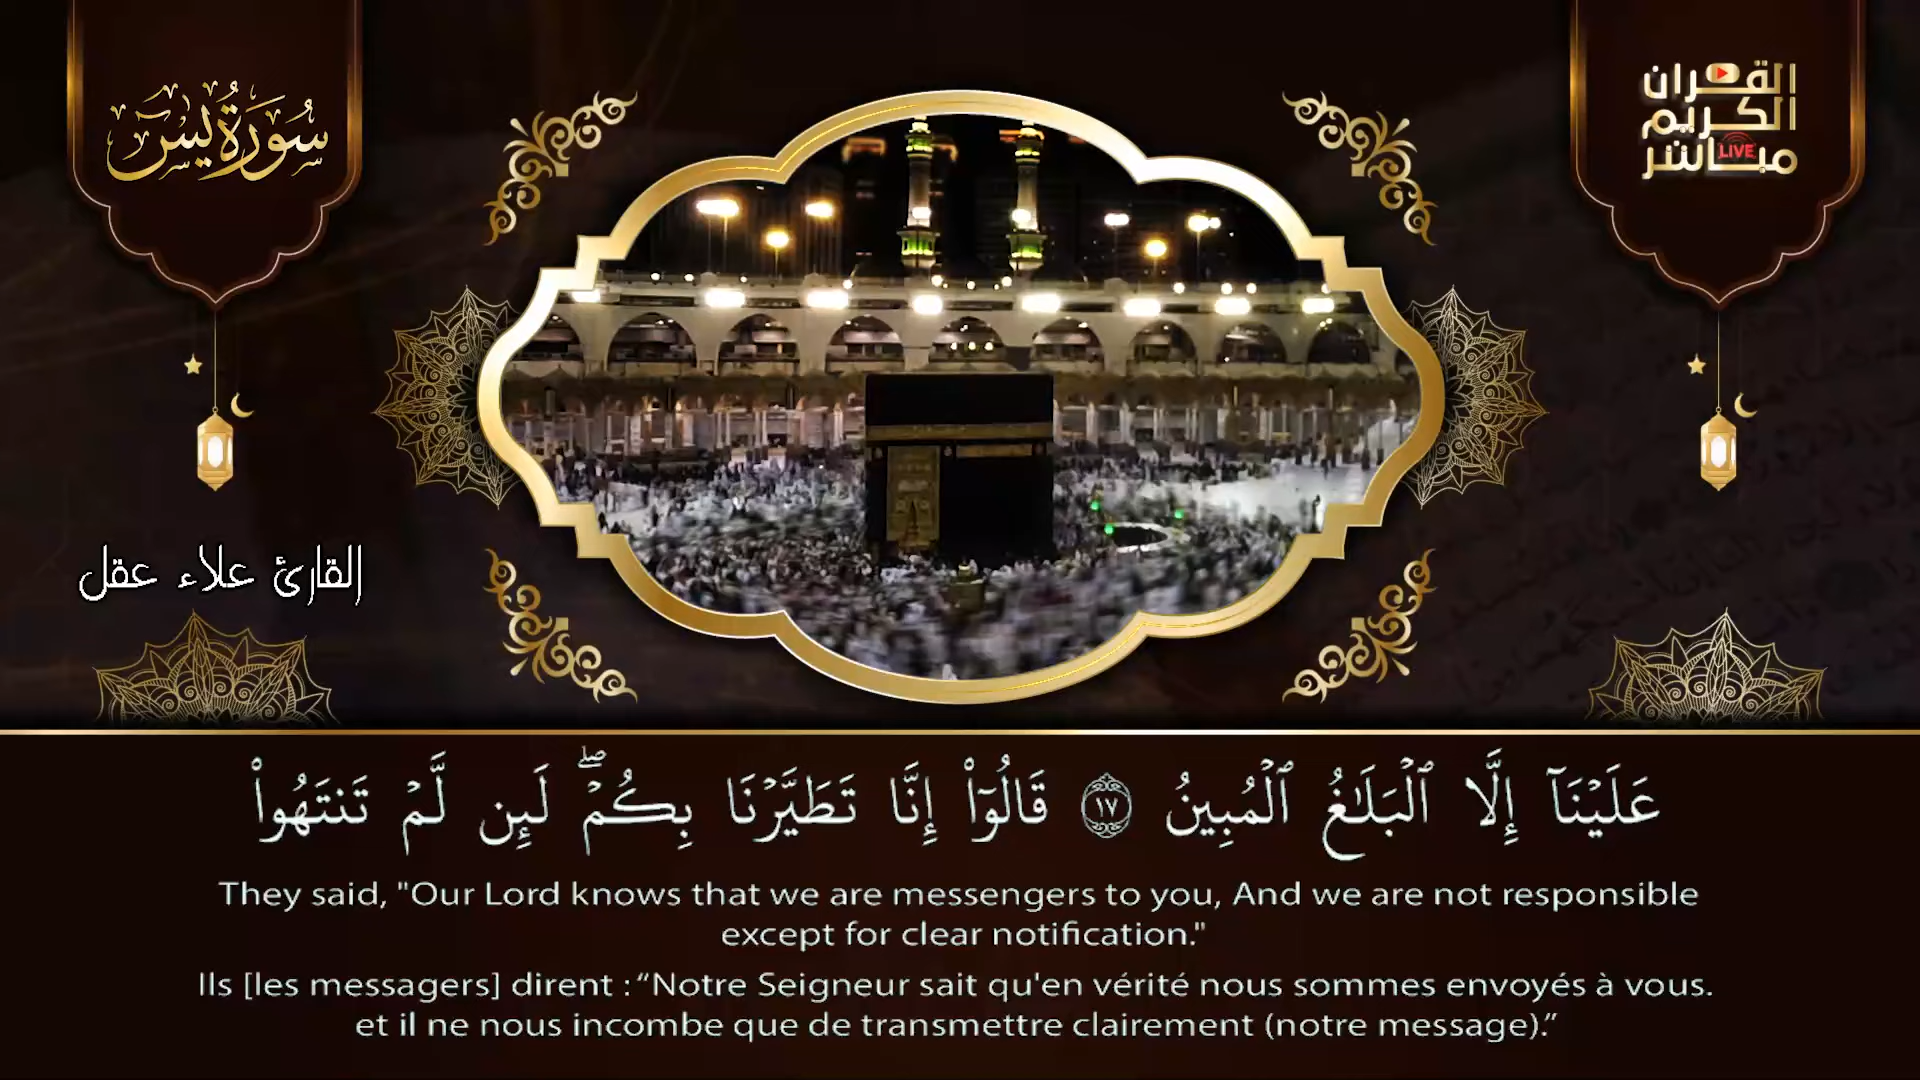 سُورَةُ يسٓ
القرآن
الكريم
مباشر
LIVE
القارئ علاء عقل
عَلَيْنَآ إِلَّا ٱلْبَلَٰغُ ٱلْمُبِينُ ١٧ قَالُوٓا۟ إِنَّا تَطَيَّرْنَا بِكُمْ ۖ لَئِن لَّمْ تَنتَهُوا۟
They said, "Our Lord knows that we are messengers to you, And we are not responsible
except for clear notification."
Ils [les messagers] dirent : “Notre Seigneur sait qu'en vérité nous sommes envoyés à vous.
et il ne nous incombe que de transmettre clairement (notre message).”